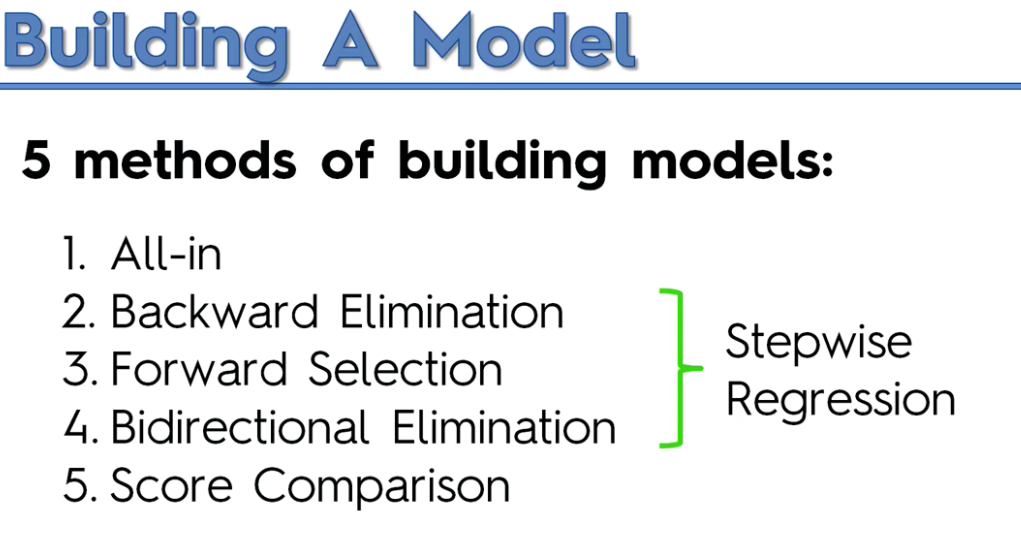 Building A Model
5 methods of building models:
1. All-in
2. Backward Elimination
3. Forward Selection
4. Bidirectional Elimination
5. Score Comparison
Stepwise
Regression